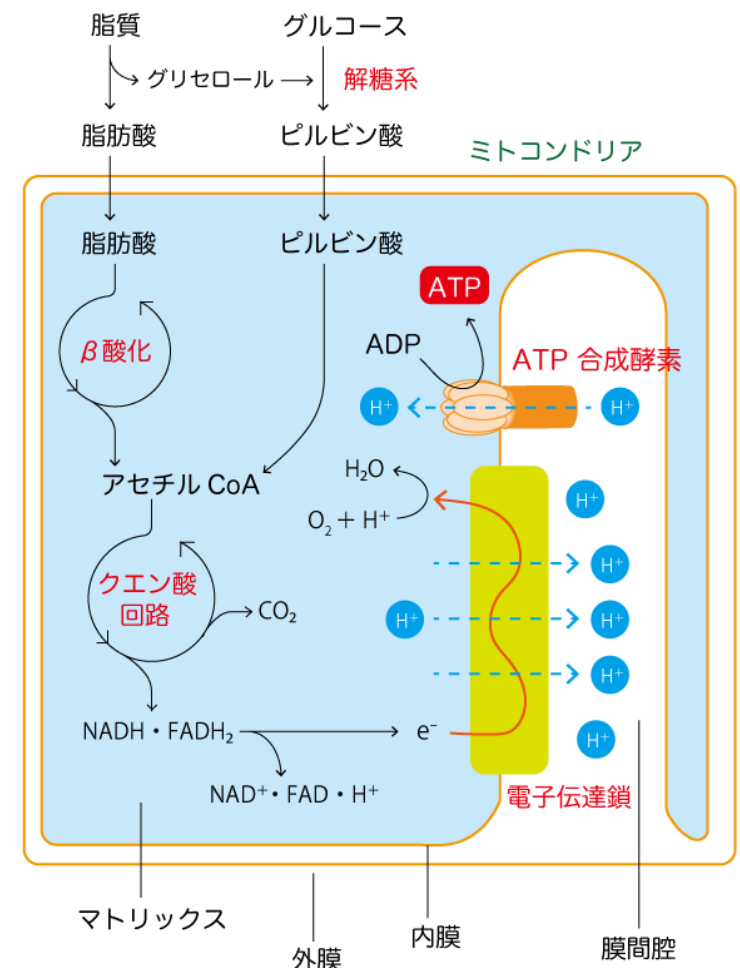 脂質
グルコース
グリセロール
解糖系
脂肪酸
ピルビン酸
ミトコンドリア
脂肪酸
ピルビン酸
ATP
ADP
β酸化
ATP 合成酵素
H⁺
H⁺
H₂O
アセチル CoA
O₂ + H⁺
H⁺
H⁺
クエン酸
回路
CO₂
H⁺
H⁺
H⁺
NADH・FADH₂
e⁻
H⁺
NAD⁺・FAD・H⁺
電子伝達鎖
マトリックス
外膜
内膜
膜間腔